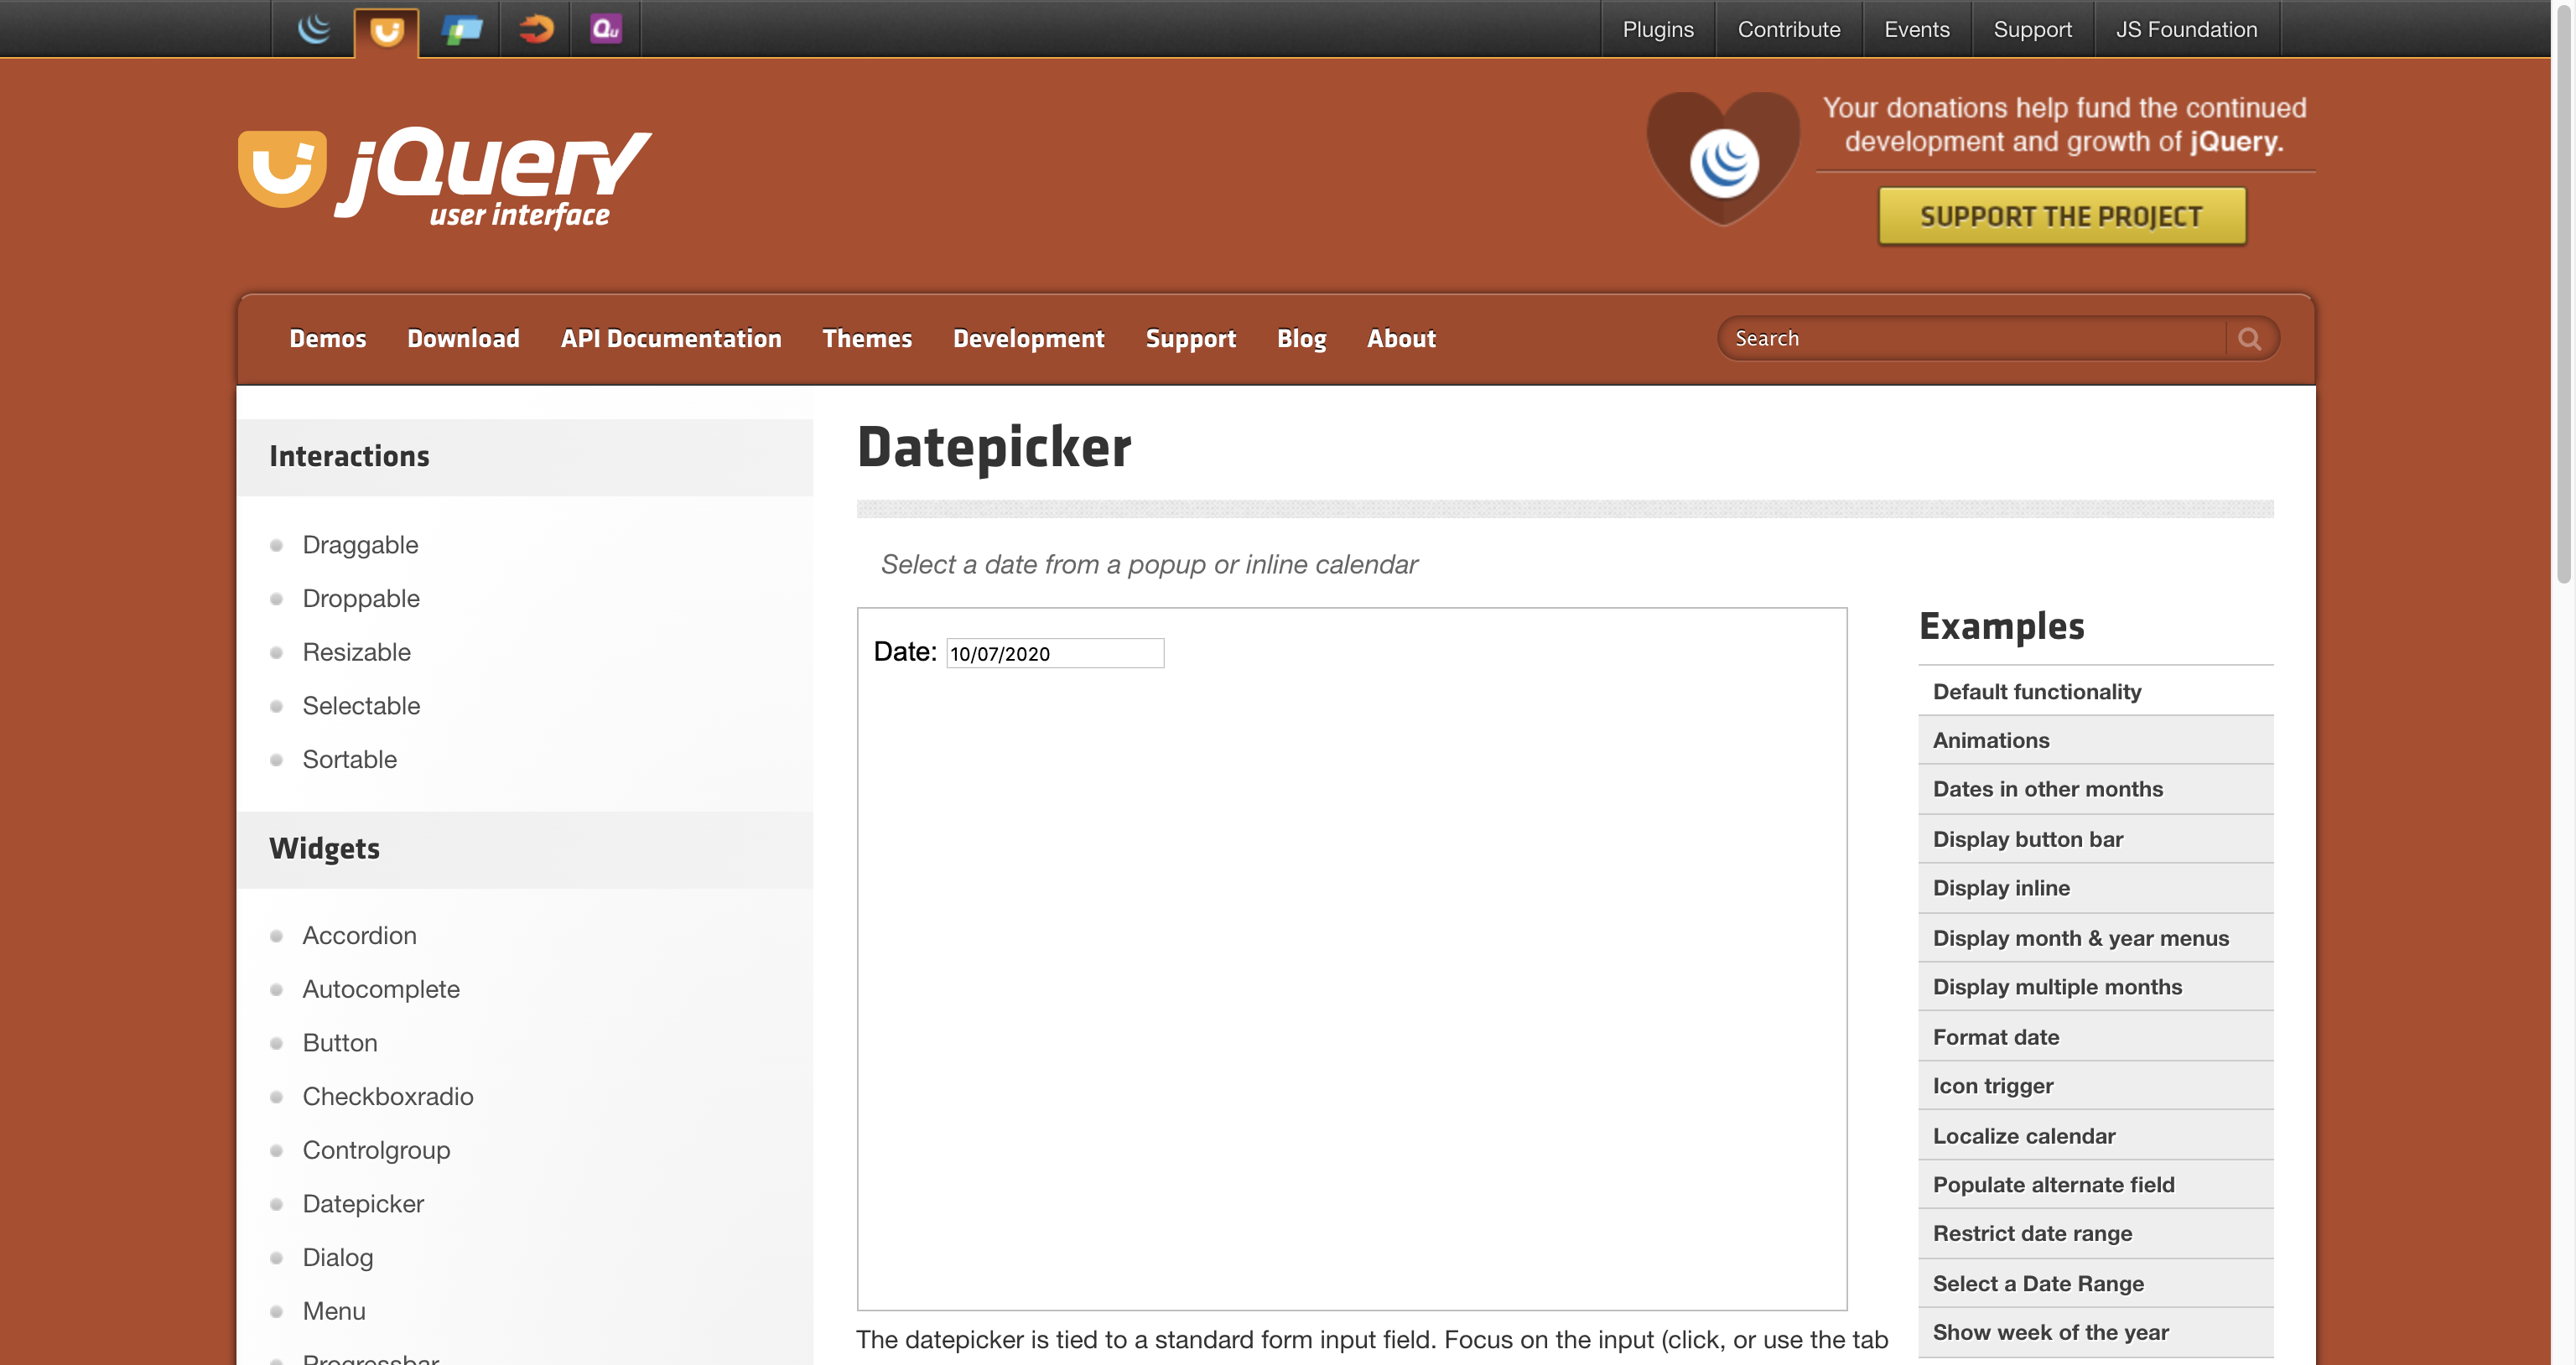 Plugins
Contribute
Events
Support
JS Foundation
Qu
jQuery
user interface
Your donations help fund the continued
development and growth of jQuery.
SUPPORT THE PROJECT
Demos
Download
API Documentation
Themes
Development
Support
Blog
About
Search
Interactions
Draggable
Droppable
Resizable
Selectable
Sortable
Widgets
Accordion
Autocomplete
Button
Checkboxradio
Controlgroup
Datepicker
Dialog
Menu
Progressbar
Datepicker
Select a date from a popup or inline calendar
Date: 10/07/2020
The datepicker is tied to a standard form input field. Focus on the input (click, or use the tab
Examples
Default functionality
Animations
Dates in other months
Display button bar
Display inline
Display month & year menus
Display multiple months
Format date
Icon trigger
Localize calendar
Populate alternate field
Restrict date range
Select a Date Range
Show week of the year